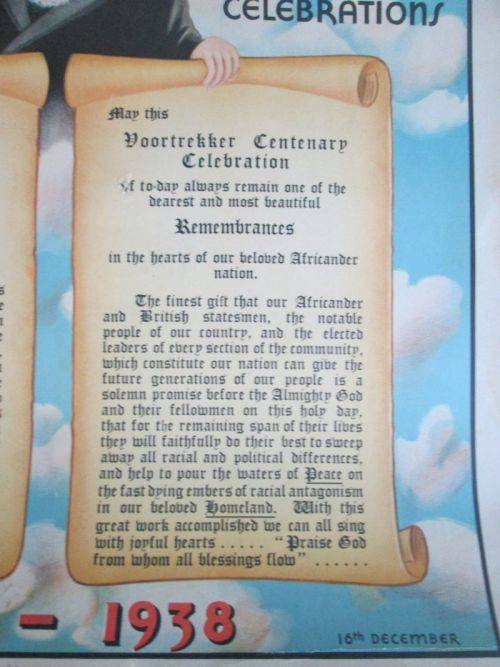 CELEBRATIONS
May this
Voortrekker Centenary
Celebration
of to-day always remain one of the
dearest and most beautiful
Remembrances
in the hearts of our beloved Africander
nation.
The finest gift that our Africander
and British statesmen, the notable
people of our country, and the elected
leaders of every section of the community,
which constitute our nation can give the
future generations of our people is a
solemn promise before the Almighty God
and their fellowmen on this holy day,
that for the remaining span of their lives
they will faithfully do their best to sweep
away all racial and political differences,
and help to pour the waters of Peace on
the fast dying embers of racial antagonism
in our beloved Homeland. With this
great work accomplished we can all sing
with joyful hearts ..... "Praise God
from whom all blessings flow" ......
- 1938
16th DECEMBER